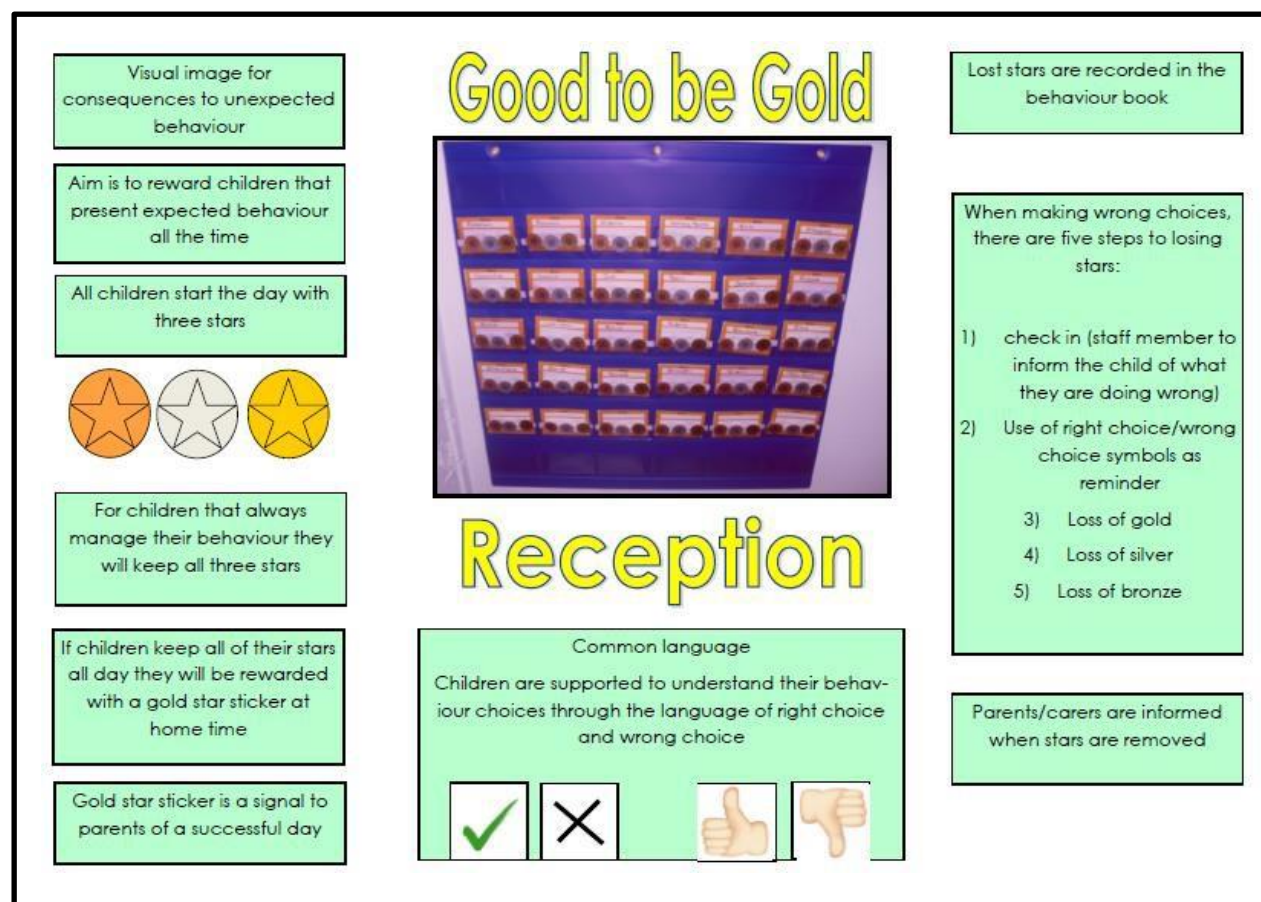 Good to be Gold
Visual image for
consequences to unexpected
behaviour
Aim is to reward children that
present expected behaviour
all the time
All children start the day with
three stars
For children that always
manage their behaviour they
will keep all three stars
If children keep all of their stars
all day they will be rewarded
with a gold star sticker at
home time
Gold star sticker is a signal to
parents of a successful day
Reception
Common language
Children are supported to understand their behav-
iour choices through the language of right choice
and wrong choice
Lost stars are recorded in the
behaviour book
When making wrong choices,
there are five steps to losing
stars:
1) check in (staff member to
inform the child of what
they are doing wrong)
2) Use of right choice/wrong
choice symbols as
reminder
3) Loss of gold
4) Loss of silver
5) Loss of bronze
Parents/carers are informed
when stars are removed